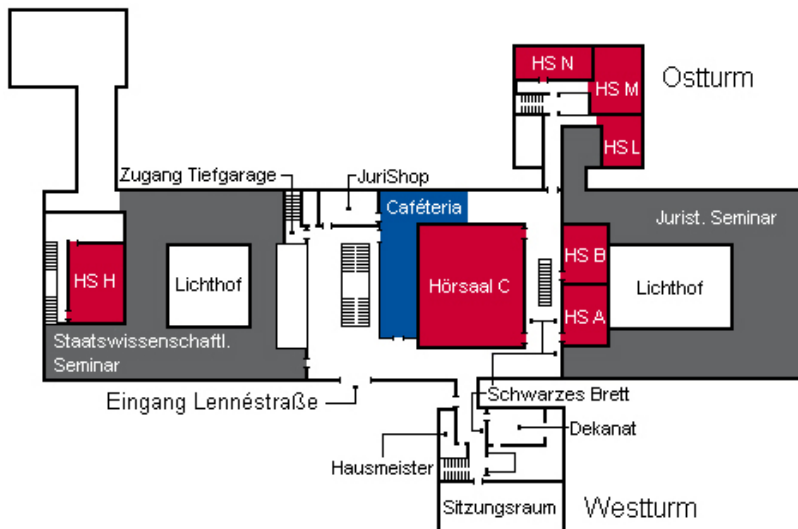 HS N
HS M
Ostturm
HS L
Zugang Tiefgarage
JuriShop
Caféteria
Jurist. Seminar
HS B
HS H
Lichthof
Hörsaal C
Lichthof
HS A
Staatswissenschaftl.
Seminar
Eingang Lennéstraße
Schwarzes Brett
Dekanat
Hausmeister
Sitzungsraum
Westturm